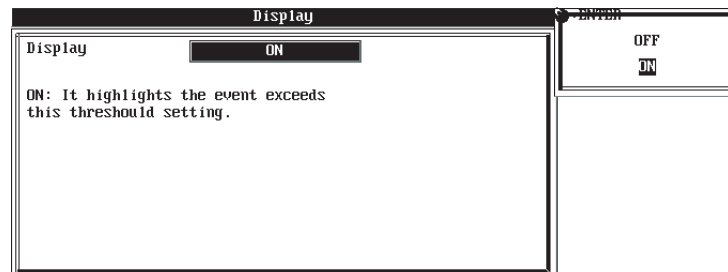 Display
Display ON
ON: It highlights the event exceeds
this threshould setting.
:ENTER
OFF
ON